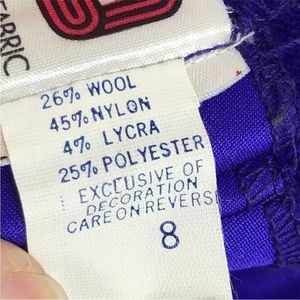 FABRIC
26% WOOL
45% NYLON
4% LYCRA
25% POLYESTER
EXCLUSIVE OF
DECORATION
CARE ON REVERSE
8